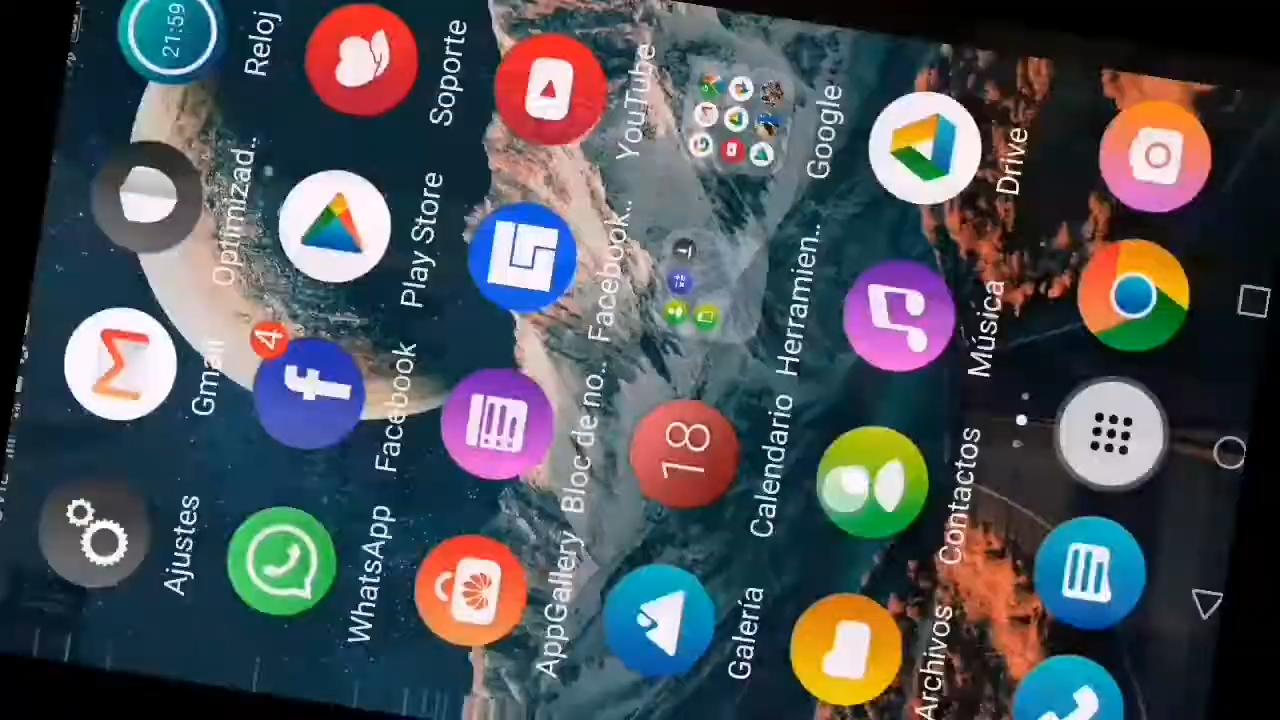 Ajustes
Gmail
Optimizad..
21:59
Reloj
WhatsApp
4
Facebook
Play Store
Soporte
AppGallery
Bloc de no..
Facebook..
YouTube
Galería
18
Calendario
Herramien..
Google
Archivos
Contactos
Música
Drive